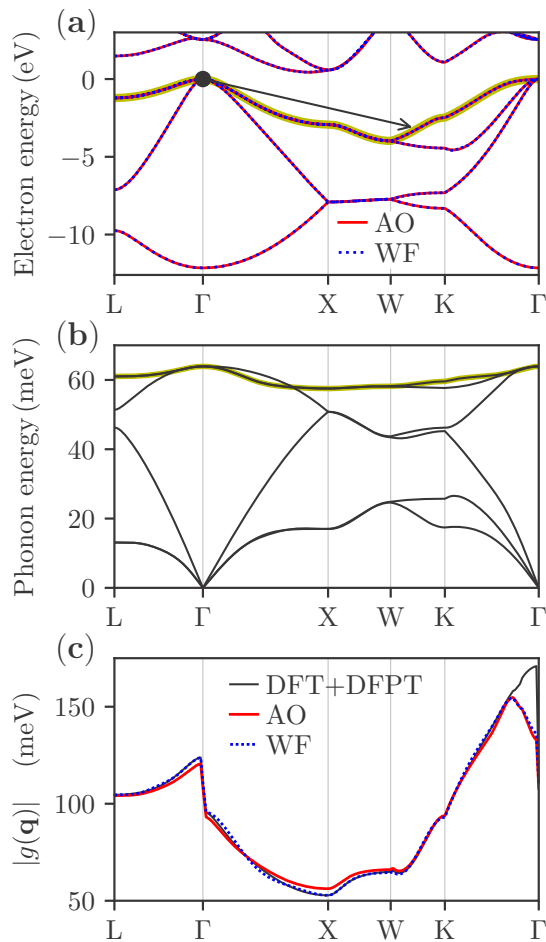 (a)
Electron energy (eV)
0
−5
−10
AO
WF
L Γ X W K Γ
(b)
Phonon energy (meV)
60
40
20
0
L Γ X W K Γ
(c)
|g(q)| (meV)
150
100
50
DFT+DFPT
AO
WF
L Γ X W K Γ